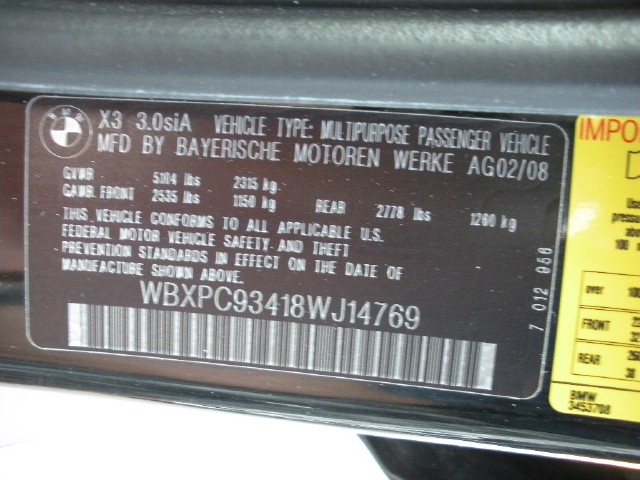 BMW
X3 3.0siA VEHICLE TYPE: MULTIPURPOSE PASSENGER VEHICLE
MFD BY BAYERISCHE MOTOREN WERKE AG02/08
GVWR 5104 lbs 2315 kg
GAWR FRONT 2535 lbs 1150 kg REAR 2778 lbs 1260 kg
THIS VEHICLE CONFORMS TO ALL APPLICABLE U.S.
FEDERAL MOTOR VEHICLE SAFETY, AND THEFT
PREVENTION STANDARDS IN EFFECT ON THE DATE OF
MANUFACTURE SHOWN ABOVE.
WBXPC93418WJ14769
7 012 956
over
FRONT
REAR
BMW
3453708